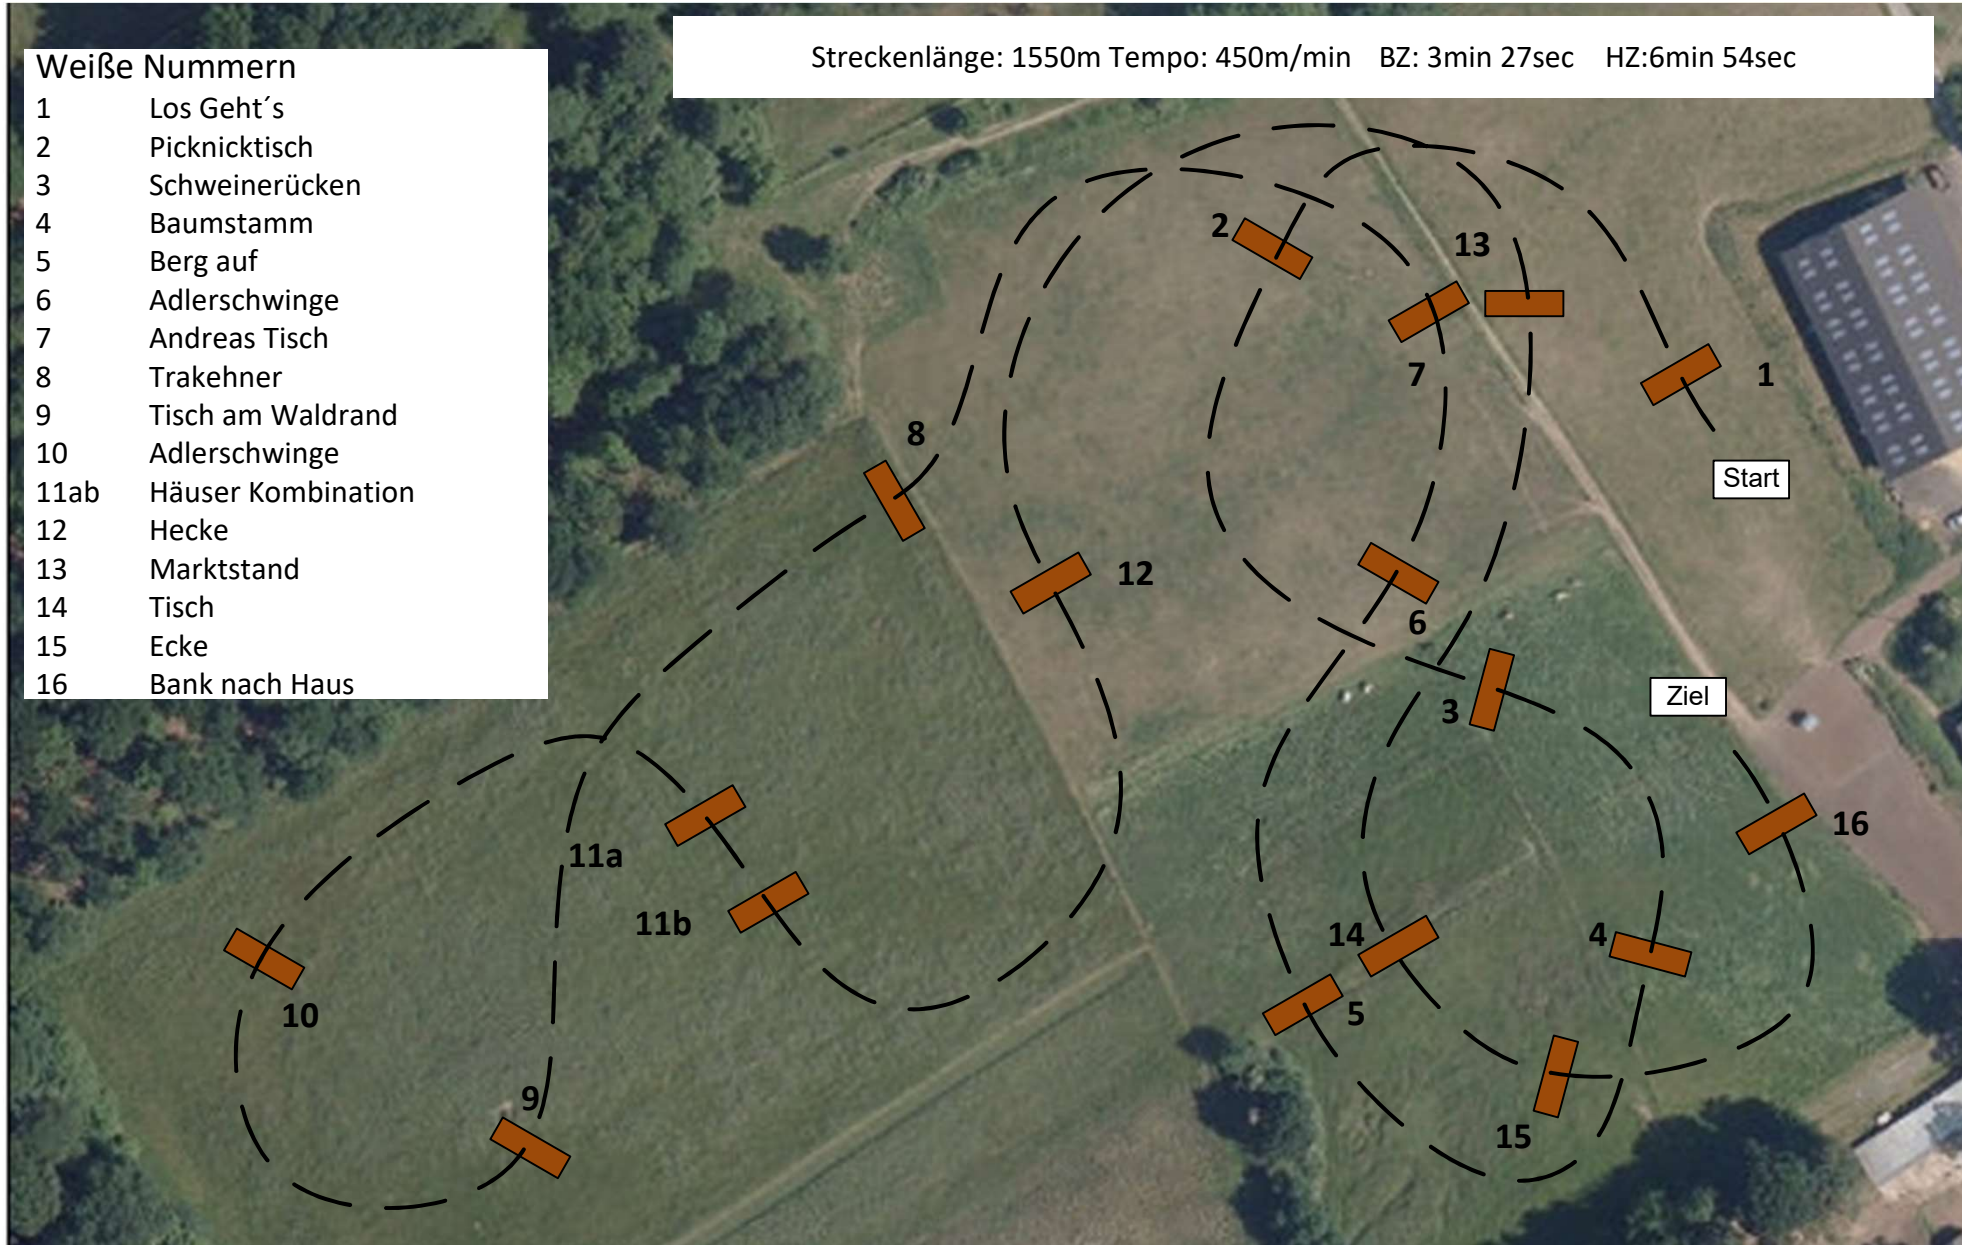 Streckenlänge: 1550m Tempo: 450m/min BZ: 3min 27sec HZ:6min 54sec
Weiße Nummern
1 Los Geht´s
2 Picknicktisch
3 Schweinerücken
4 Baumstamm
5 Berg auf
6 Adlerschwinge
7 Andreas Tisch
8 Trakehner
9 Tisch am Waldrand
10 Adlerschwinge
11ab Häuser Kombination
12 Hecke
13 Marktstand
14 Tisch
15 Ecke
16 Bank nach Haus
2
13
7
1
8
Start
12
6
Ziel
3
16
11a
11b
14
4
10
5
9
15